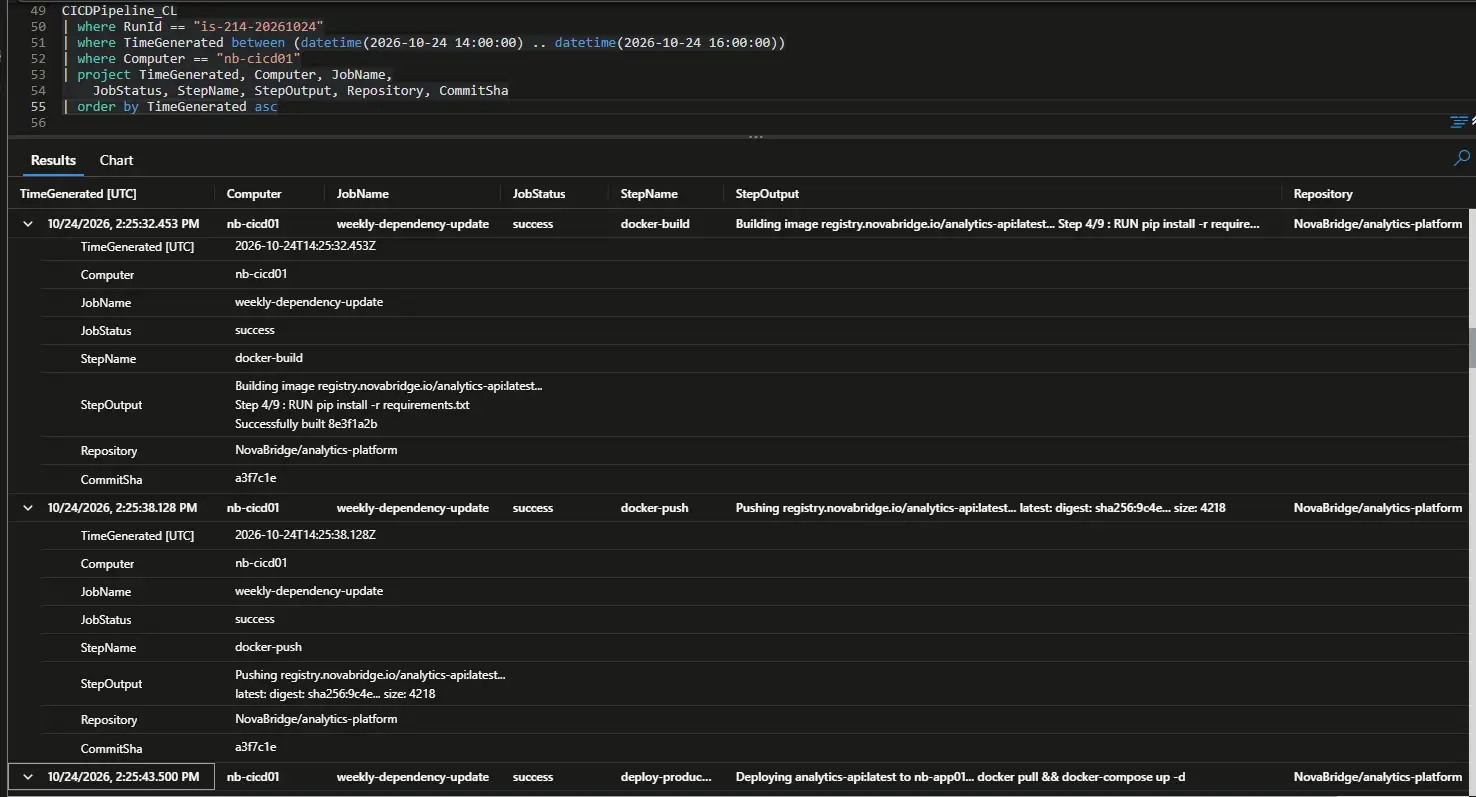 49 CICDPipeline_CL
50 | where RunId == "is-214-20261024"
51 | where TimeGenerated between (datetime(2026-10-24 14:00:00) .. datetime(2026-10-24 16:00:00))
52 | where Computer == "nb-cicd01"
53 | project TimeGenerated, Computer, JobName,
54 JobStatus, StepName, StepOutput, Repository, CommitSha
55 | order by TimeGenerated asc
56
Results Chart
TimeGenerated [UTC] Computer JobName JobStatus StepName StepOutput Repository
10/24/2026, 2:25:32.453 PM nb-cicd01 weekly-dependency-update success docker-build Building image registry.novabridge.io/analytics-api:latest... Step 4/9 : RUN pip install -r require... NovaBridge/analytics-platform
TimeGenerated [UTC] 2026-10-24T14:25:32.453Z
Computer nb-cicd01
JobName weekly-dependency-update
JobStatus success
StepName docker-build
StepOutput Building image registry.novabridge.io/analytics-api:latest...
Step 4/9 : RUN pip install -r requirements.txt
Successfully built 8e3f1a2b
Repository NovaBridge/analytics-platform
CommitSha a3f7c1e
10/24/2026, 2:25:38.128 PM nb-cicd01 weekly-dependency-update success docker-push Pushing registry.novabridge.io/analytics-api:latest... latest: digest: sha256:9c4e... size: 4218 NovaBridge/analytics-platform
TimeGenerated [UTC] 2026-10-24T14:25:38.128Z
Computer nb-cicd01
JobName weekly-dependency-update
JobStatus success
StepName docker-push
StepOutput Pushing registry.novabridge.io/analytics-api:latest...
latest: digest: sha256:9c4e... size: 4218
Repository NovaBridge/analytics-platform
CommitSha a3f7c1e
10/24/2026, 2:25:43.500 PM nb-cicd01 weekly-dependency-update success deploy-produc... Deploying analytics-api:latest to nb-app01... docker pull && docker-compose up -d NovaBridge/analytics-platform